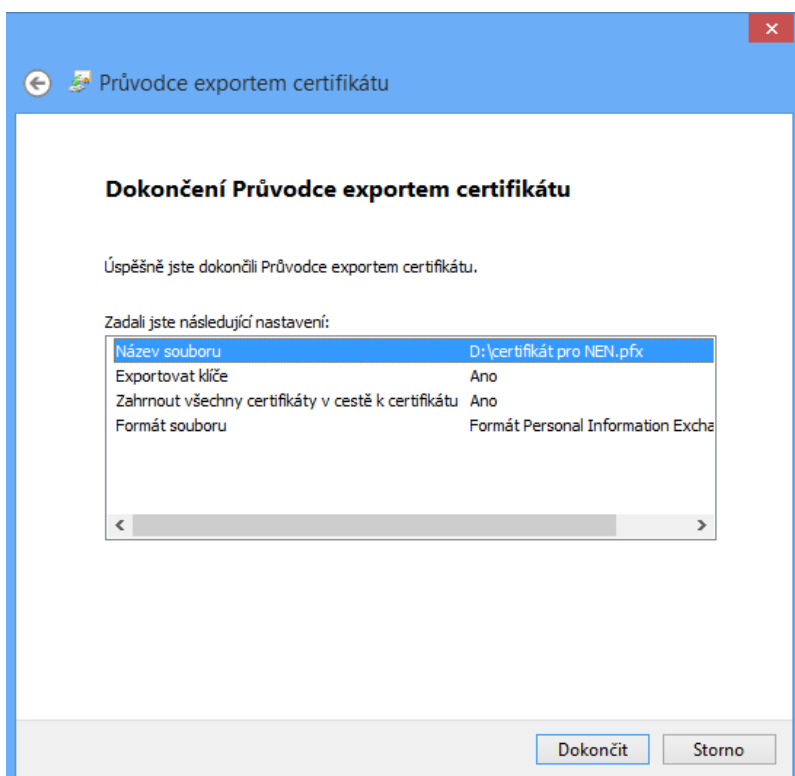 Průvodce exportem certifikátu
Dokončení Průvodce exportem certifikátu
Úspěšně jste dokončili Průvodce exportem certifikátu.
Zadali jste následující nastavení:
Název souboru D:\certifikát pro NEN.pfx
Exportovat klíče Ano
Zahrnout všechny certifikáty v cestě k certifikátu Ano
Formát souboru Formát Personal Information Excha
Dokončit Storno